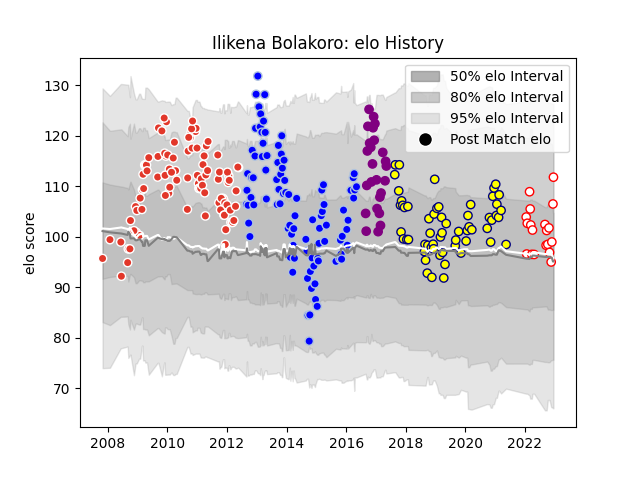 Ilikena Bolakoro: elo History
elo score
130
120
110
100
90
80
70
50% elo Interval
80% elo Interval
95% elo Interval
Post Match elo
2008 2010 2012 2014 2016 2018 2020 2022